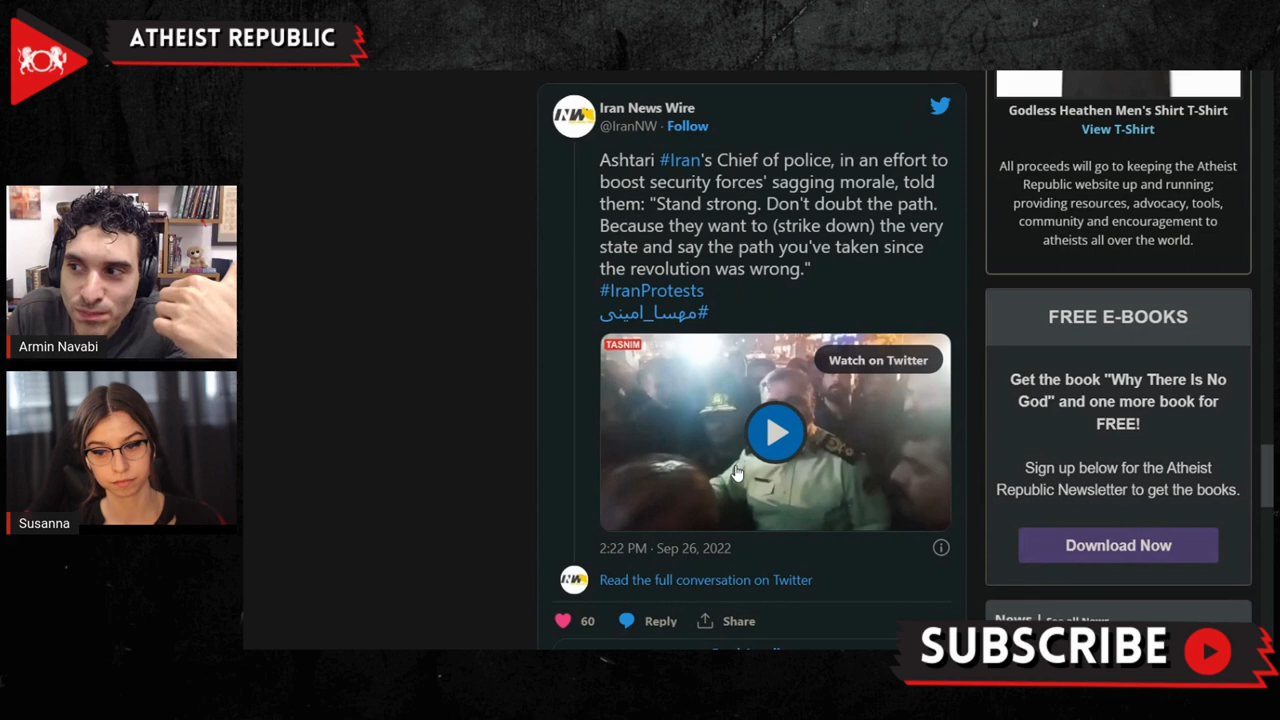 ATHEIST REPUBLIC
Armin Navabi
Susanna
Iran News Wire
@IranNW · Follow
Ashtari #Iran's Chief of police, in an effort to
boost security forces' sagging morale, told
them: "Stand strong. Don't doubt the path.
Because they want to (strike down) the very
state and say the path you've taken since
the revolution was wrong."
#IranProtests
#مهسا_امینی
TASNIM
Watch on Twitter
2:22 PM · Sep 26, 2022
Read the full conversation on Twitter
60 Reply Share
Godless Heathen Men's Shirt T-Shirt
View T-Shirt
All proceeds will go to keeping the Atheist
Republic website up and running;
providing resources, advocacy, tools,
community and encouragement to
atheists all over the world.
FREE E-BOOKS
Get the book "Why There Is No
God" and one more book for
FREE!
Sign up below for the Atheist
Republic Newsletter to get the books.
Download Now
SUBSCRIBE